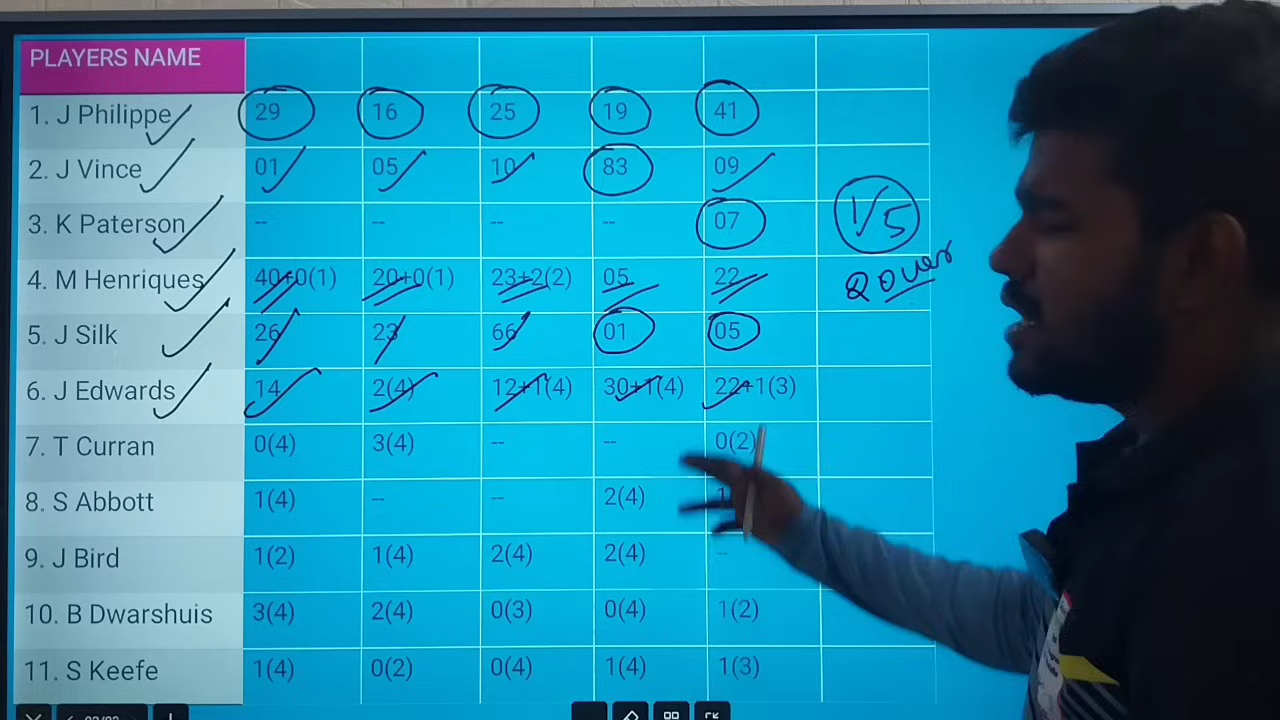 PLAYERS NAME
1. J Philippe 29 16 25 19 41
2. J Vince 01 05 10 83 09
3. K Paterson -- -- -- -- 07
1/5
4. M Henriques 40+0(1) 20+0(1) 23+2(2) 05 22
2 Over
5. J Silk 26 23 66 01 05
6. J Edwards 14 2(4) 12+1(4) 30+1(4) 22+1(3)
7. T Curran 0(4) 3(4) -- -- 0(2)
8. S Abbott 1(4) -- -- 2(4)
9. J Bird 1(2) 1(4) 2(4) 2(4) --
10. B Dwarshuis 3(4) 2(4) 0(3) 0(4) 1(2)
11. S Keefe 1(4) 0(2) 0(4) 1(4) 1(3)